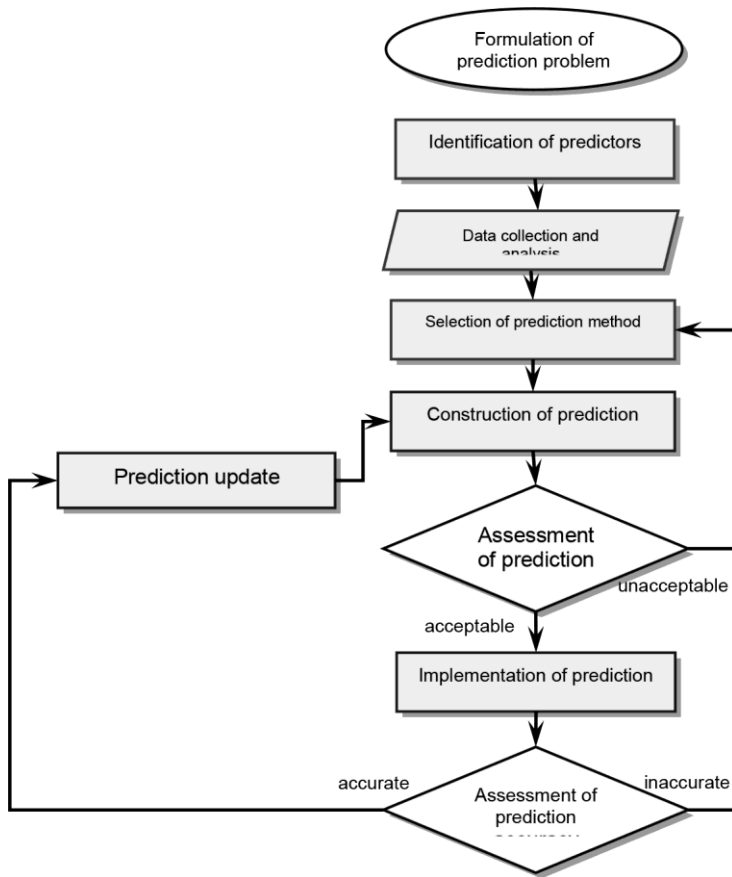 Formulation of
prediction problem
Identification of predictors
Data collection and
analysis
Selection of prediction method
Construction of prediction
Prediction update
Assessment
of prediction
unacceptable
acceptable
Implementation of prediction
accurate
inaccurate
Assessment of
prediction